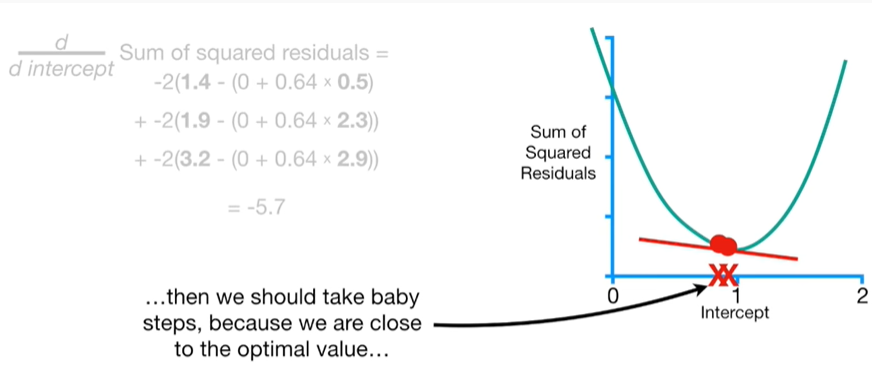 d
d intercept
Sum of squared residuals =
-2(1.4 - (0 + 0.64 × 0.5)
+ -2(1.9 - (0 + 0.64 × 2.3))
+ -2(3.2 - (0 + 0.64 × 2.9))
= -5.7
...then we should take baby
steps, because we are close
to the optimal value...
Sum of
Squared
Residuals
0
1
2
Intercept